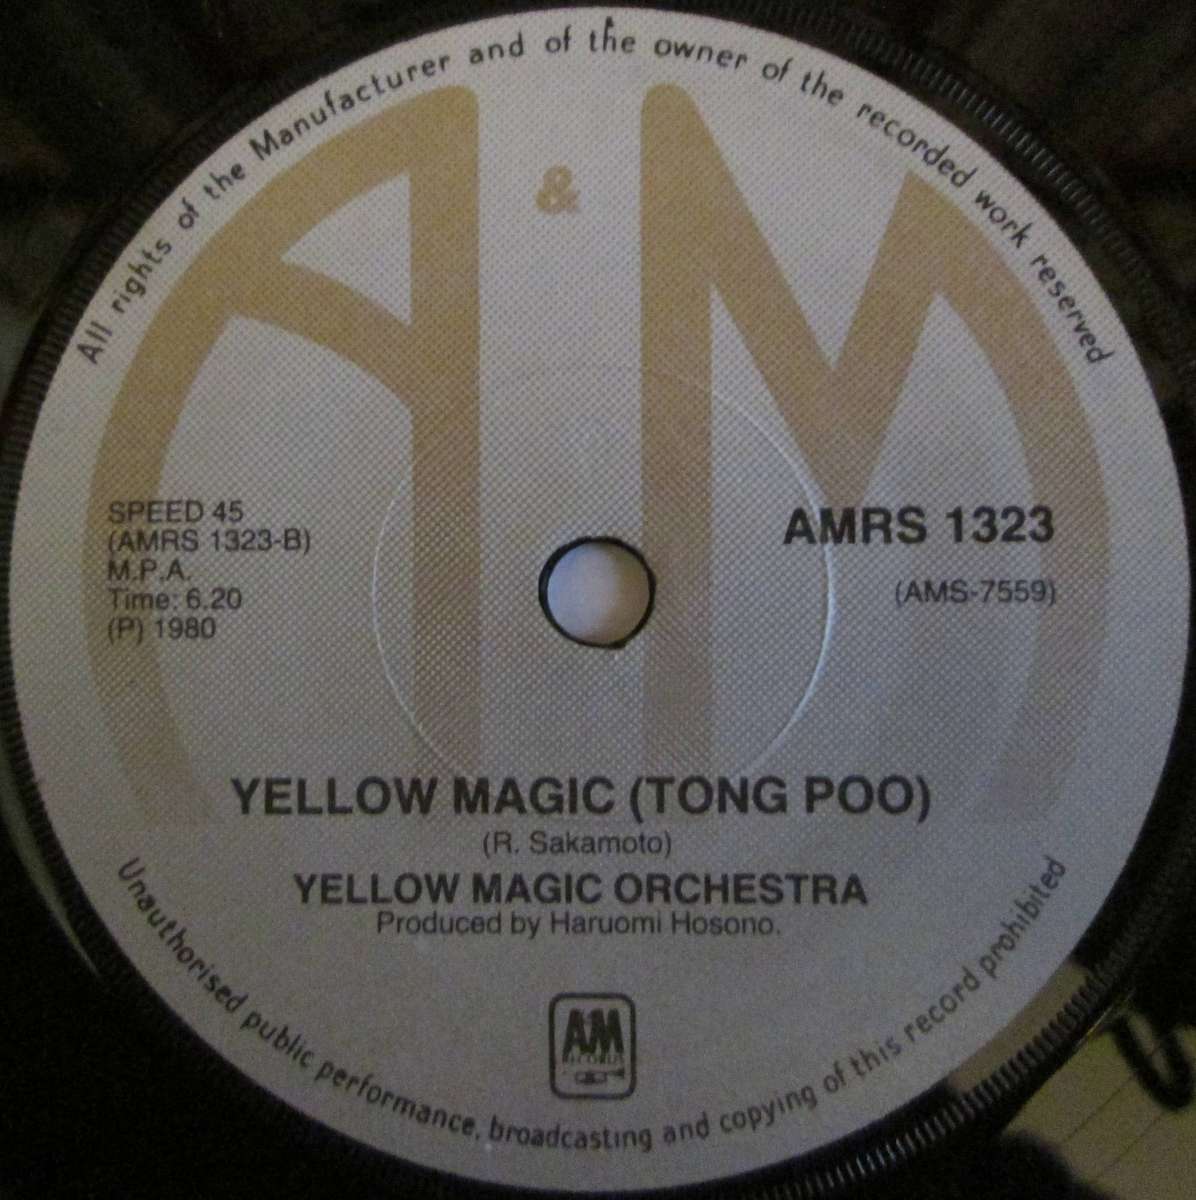 All rights of the Manufacturer and of the owner of the recorded work reserved
A & M
SPEED 45
(AMRS 1323-B)
M.P.A.
Time: 6.20
(P) 1980
AMRS 1323
(AMS-7559)
YELLOW MAGIC (TONG POO)
(R. Sakamoto)
YELLOW MAGIC ORCHESTRA
Produced by Haruomi Hosono.
AM
RECORDS
Unauthorised public performance, broadcasting and copying of this record prohibited